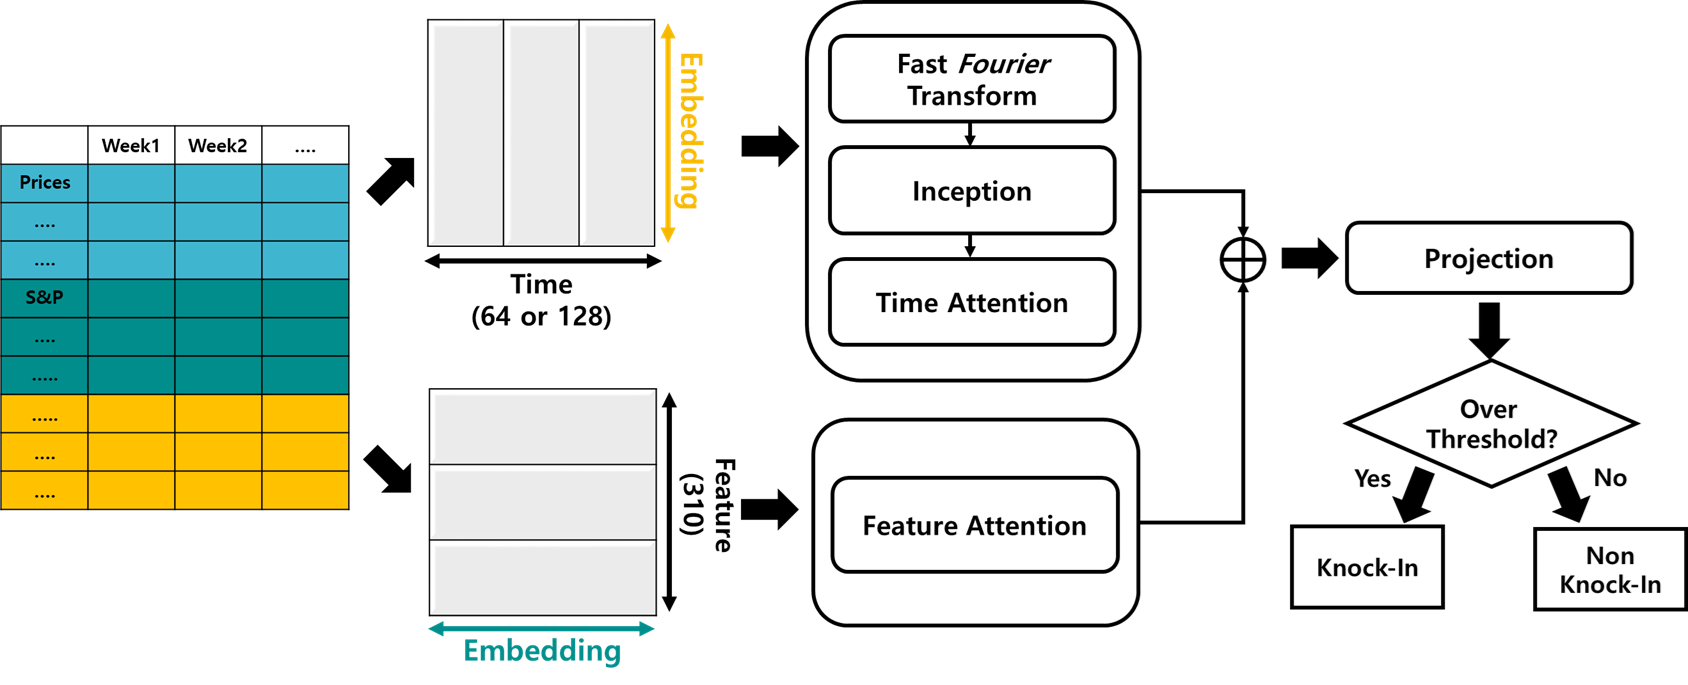 Week1 Week2 ....
Prices
....
....
S&P
....
.....
.....
....
....
Embedding
Time
(64 or 128)
Feature
(310)
Embedding
Fast Fourier
Transform
Inception
Time Attention
Feature Attention
Projection
Over
Threshold?
Yes
No
Knock-In
Non
Knock-In